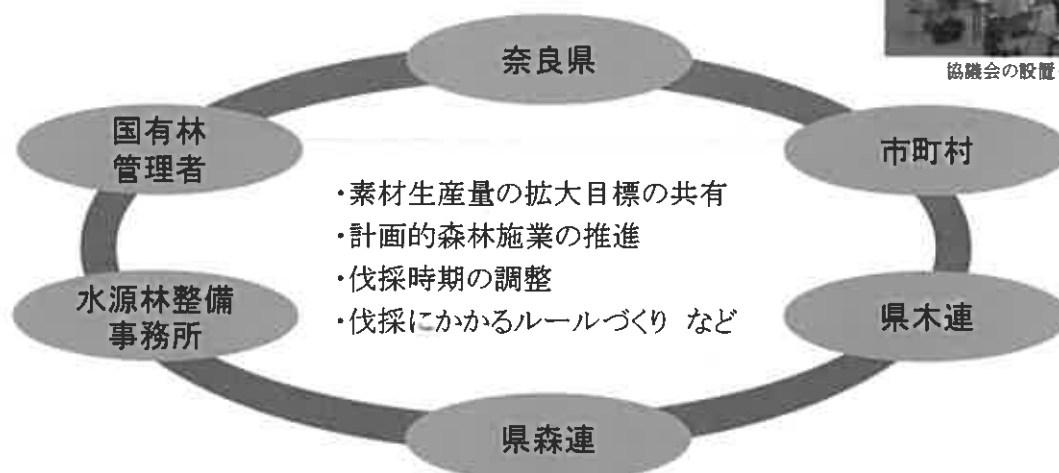 奈良県
協議会の設置
国有林
管理者
市町村
・素材生産量の拡大目標の共有
・計画的森林施業の推進
・伐採時期の調整
・伐採にかかるルールづくり など
水源林整備
事務所
県木連
県森連